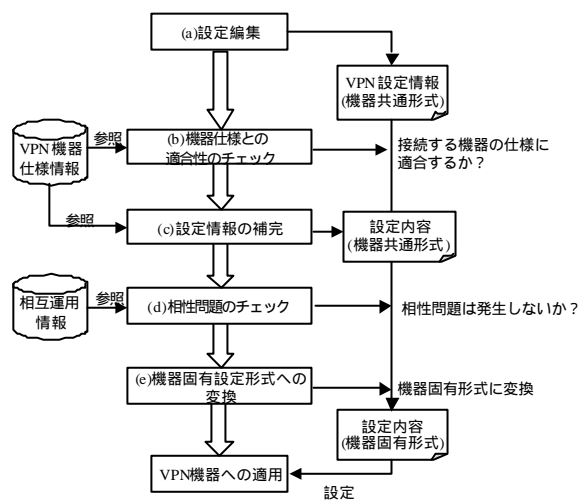 (a)設定編集
VPN設定情報
(機器共通形式)
VPN機器
仕様情報
参照
(b)機器仕様との
適合性のチェック
接続する機器の仕様に
適合するか？
参照
(c)設定情報の補完
設定内容
(機器共通形式)
相互運用
情報
参照
(d)相性問題のチェック
相性問題は発生しないか？
(e)機器固有設定形式への
変換
機器固有形式に変換
設定内容
(機器固有形式)
VPN機器への適用
設定